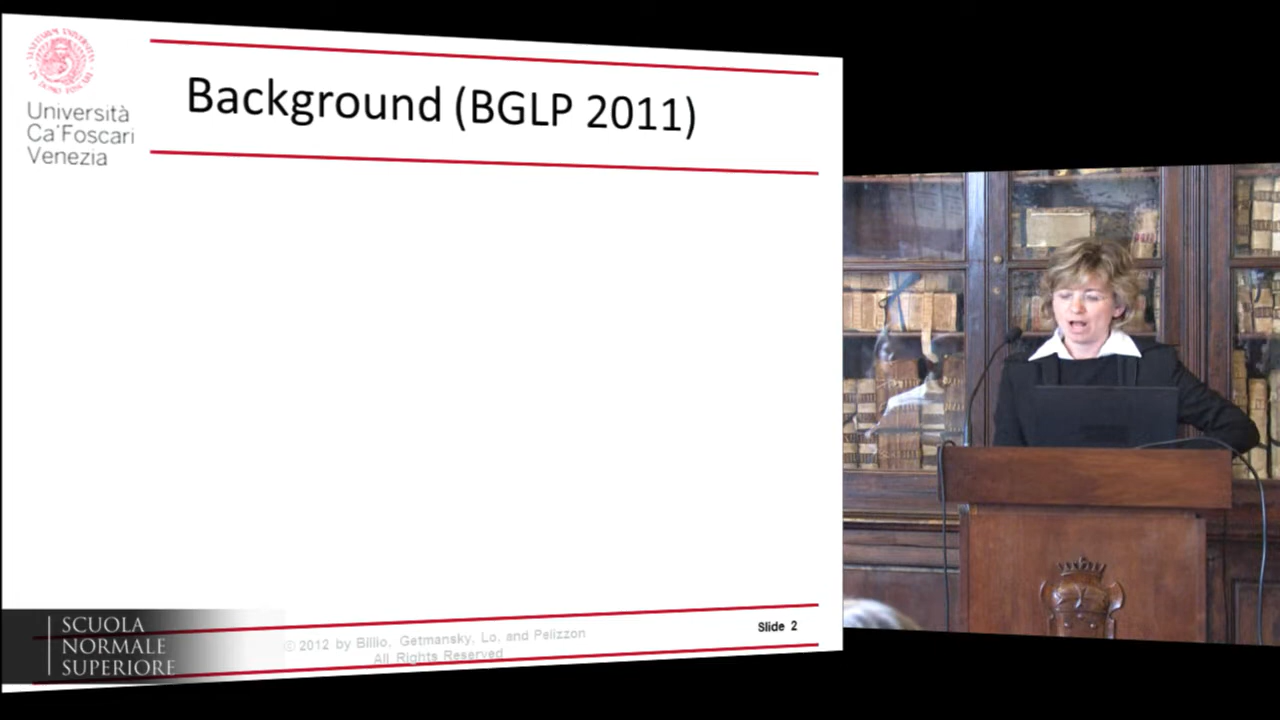 Università
Ca'Foscari
Venezia
Background (BGLP 2011)
SCUOLA
NORMALE
SUPERIORE
© 2012 by Billio, Getmansky, Lo, and Pelizzon
All Rights Reserved
Slide 2